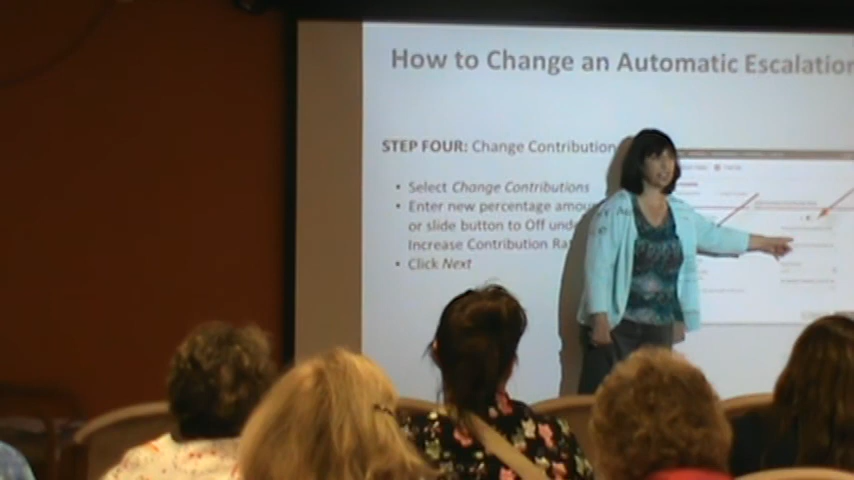 How to Change an Automatic Escalation
STEP FOUR: Change Contribution
• Select Change Contributions
• Enter new percentage amou
or slide button to Off unde
Increase Contribution Ra
• Click Next